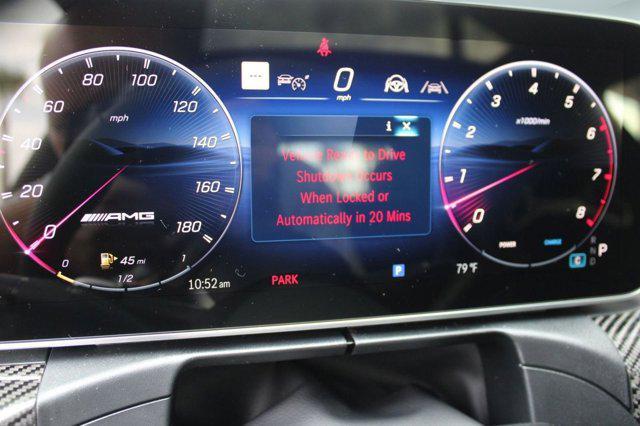 0
mph
i
X
Vehicle Ready to Drive
Shutdown Occurs
When Locked or
Automatically in 20 Mins
0 20 40 60 80 100 120 140 160 180
mph
AMG
45 mi
0 1/2 1
10:52 am
PARK
P
79 °F
0 1 2 3 4 5 6 7 8
x1000/min
POWER
CHARGE
C
R
N
D
P